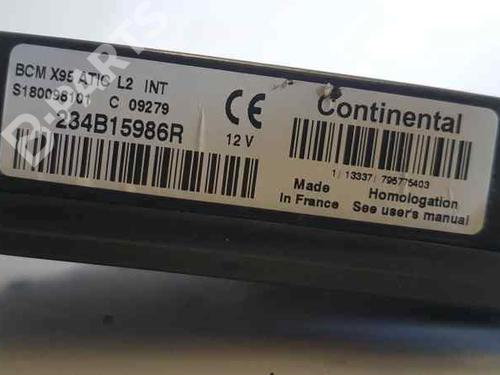 BCM X95 ATIC L2 INT
S180098101 C 09279
284B15986R
12 V
CE
Continental
1/ 13337/ 795775403
Made
in France
Homologation
See user's manual